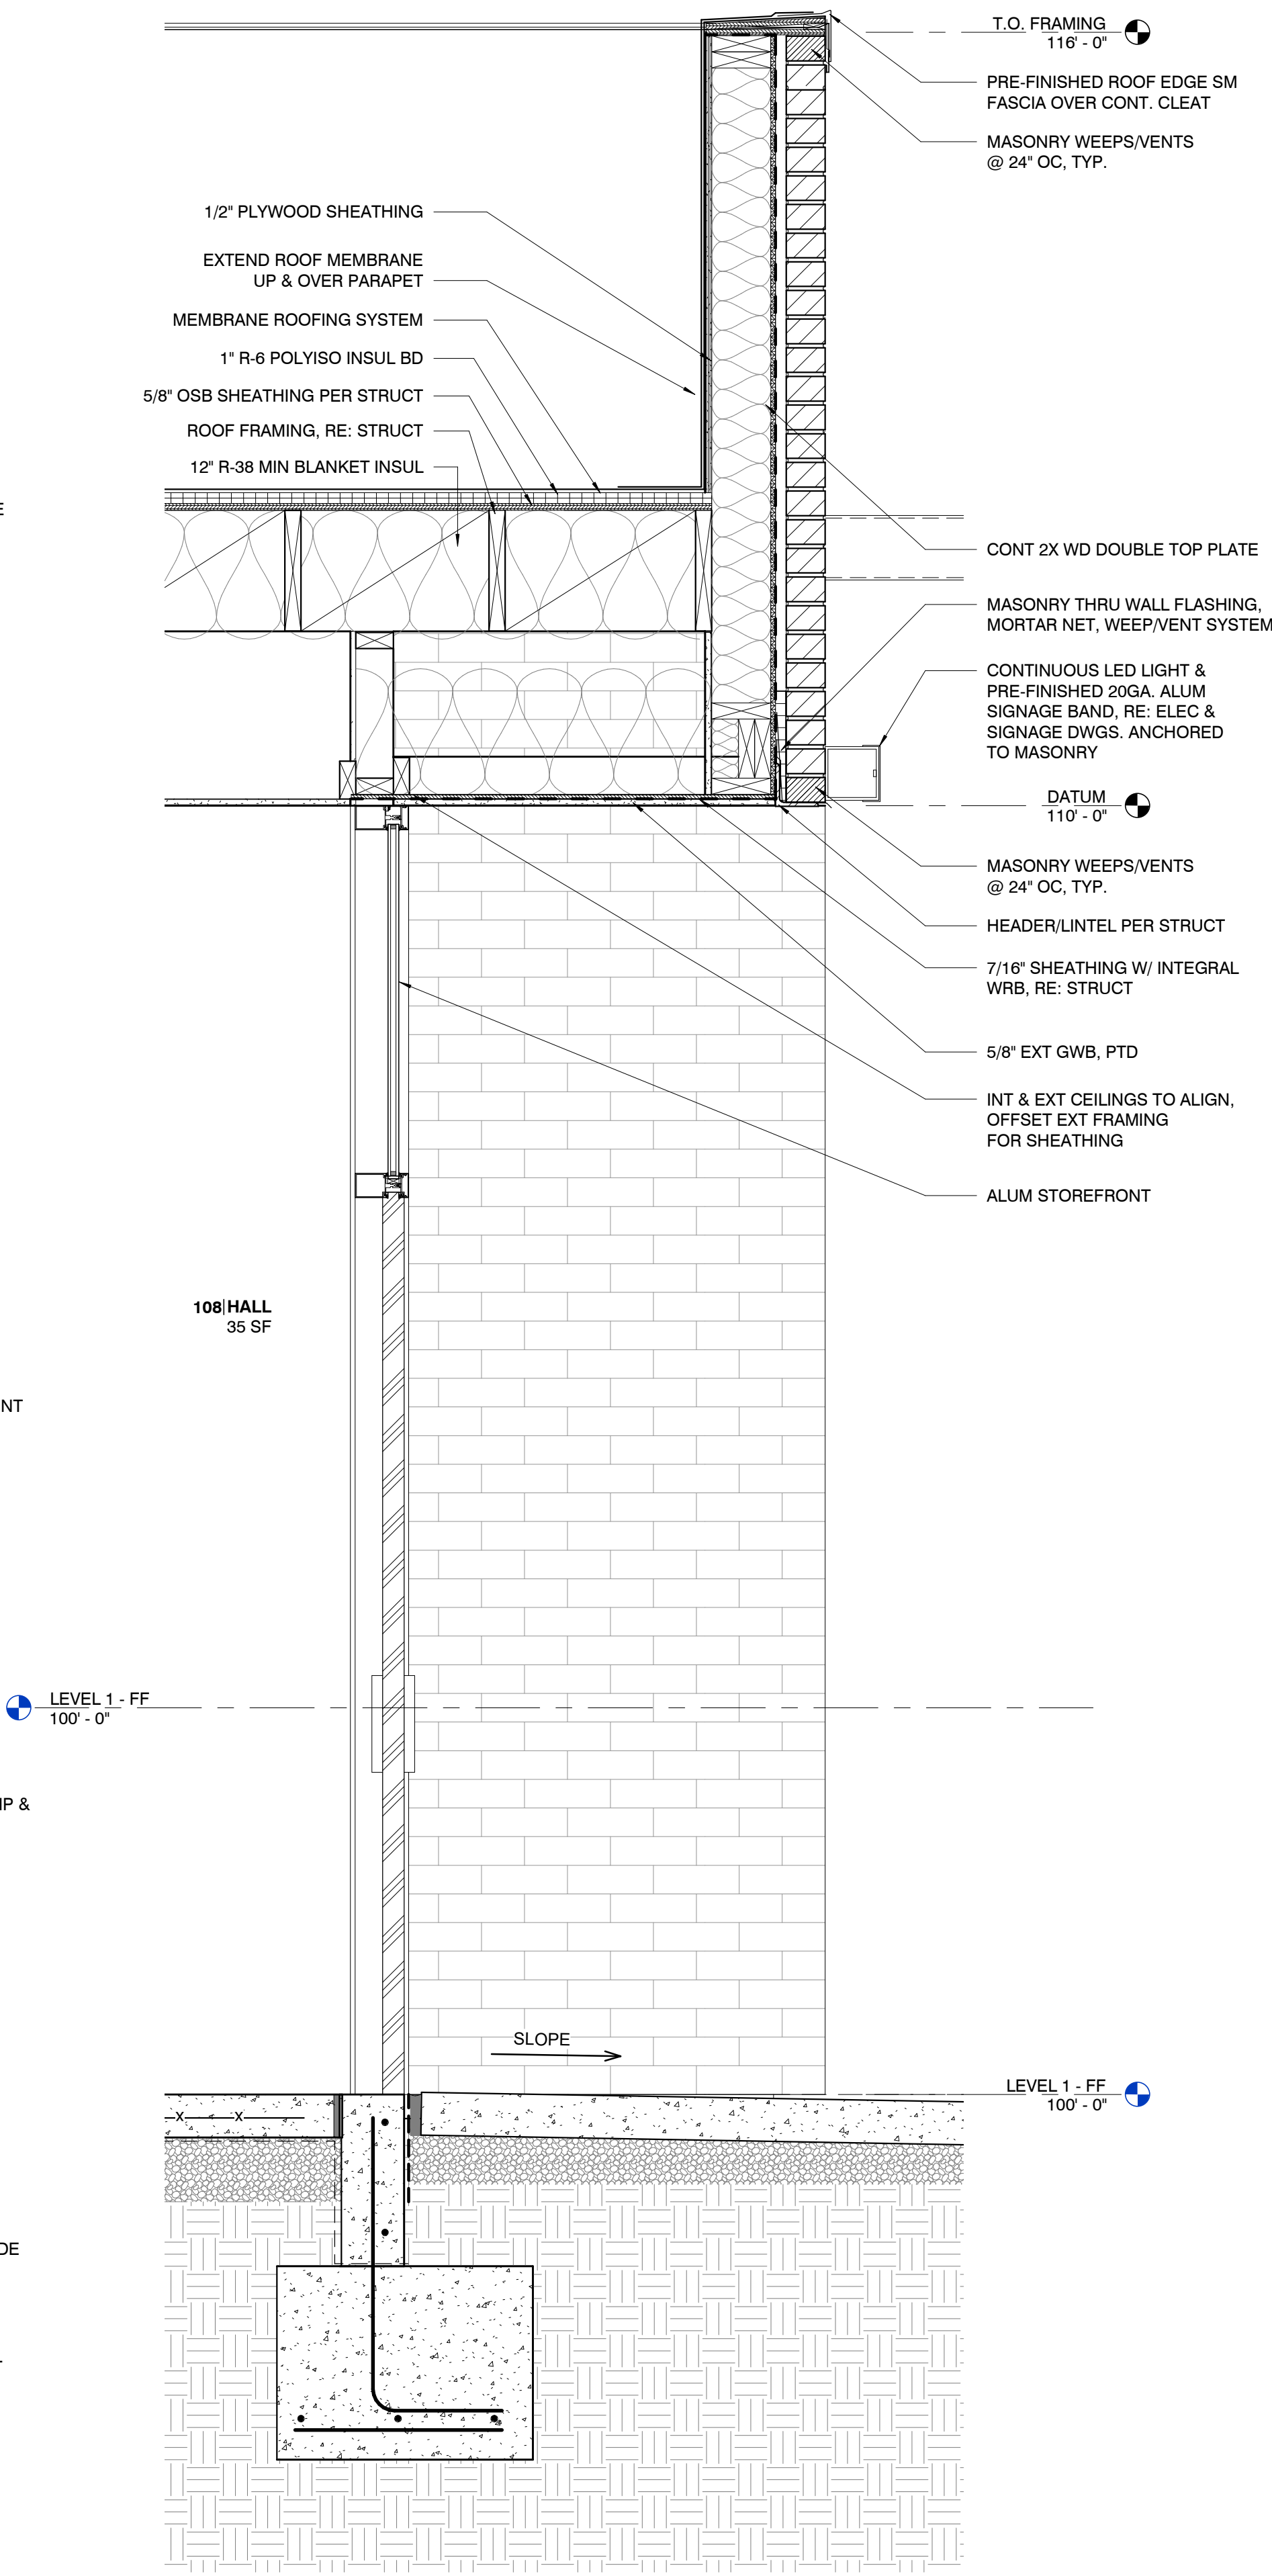 T.O. FRAMING
116' - 0"
PRE-FINISHED ROOF EDGE SM
FASCIA OVER CONT. CLEAT
MASONRY WEEPS/VENTS
@ 24" OC, TYP.
1/2" PLYWOOD SHEATHING
EXTEND ROOF MEMBRANE
UP & OVER PARAPET
MEMBRANE ROOFING SYSTEM
1" R-6 POLYISO INSUL BD
5/8" OSB SHEATHING PER STRUCT
ROOF FRAMING, RE: STRUCT
12" R-38 MIN BLANKET INSUL
E
CONT 2X WD DOUBLE TOP PLATE
MASONRY THRU WALL FLASHING,
MORTAR NET, WEEP/VENT SYSTEM
CONTINUOUS LED LIGHT &
PRE-FINISHED 20GA. ALUM
SIGNAGE BAND, RE: ELEC &
SIGNAGE DWGS. ANCHORED
TO MASONRY
DATUM
110' - 0"
MASONRY WEEPS/VENTS
@ 24" OC, TYP.
HEADER/LINTEL PER STRUCT
7/16" SHEATHING W/ INTEGRAL
WRB, RE: STRUCT
5/8" EXT GWB, PTD
INT & EXT CEILINGS TO ALIGN,
OFFSET EXT FRAMING
FOR SHEATHING
ALUM STOREFRONT
108 HALL
35 SF
NT
LEVEL 1 - FF
100' - 0"
IP &
SLOPE
LEVEL 1 - FF
100' - 0"
X X
DE